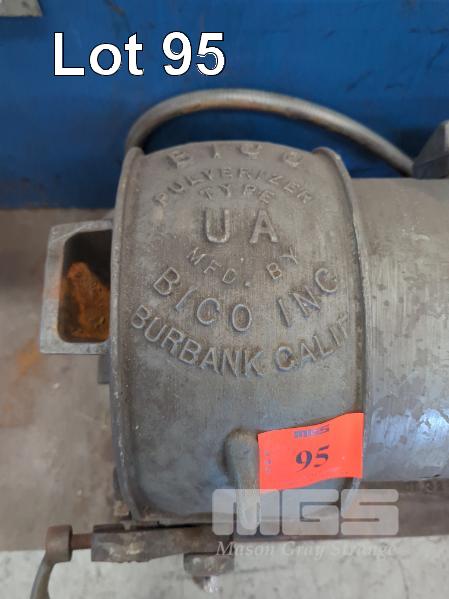 Lot 95
BICO
PULVERIZER
TYPE
UA
MFD. BY
BICO INC
BURBANK CALIF
MGS
95
MGS
Mason Gray Strange